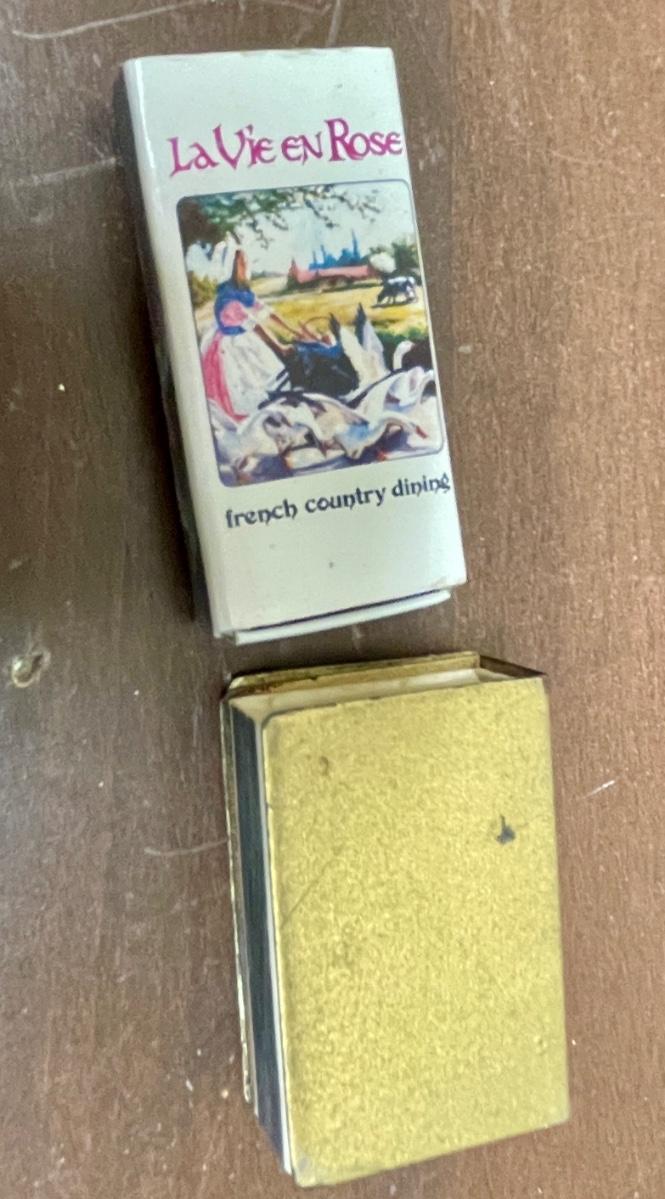 La Vie en Rose
french country dining